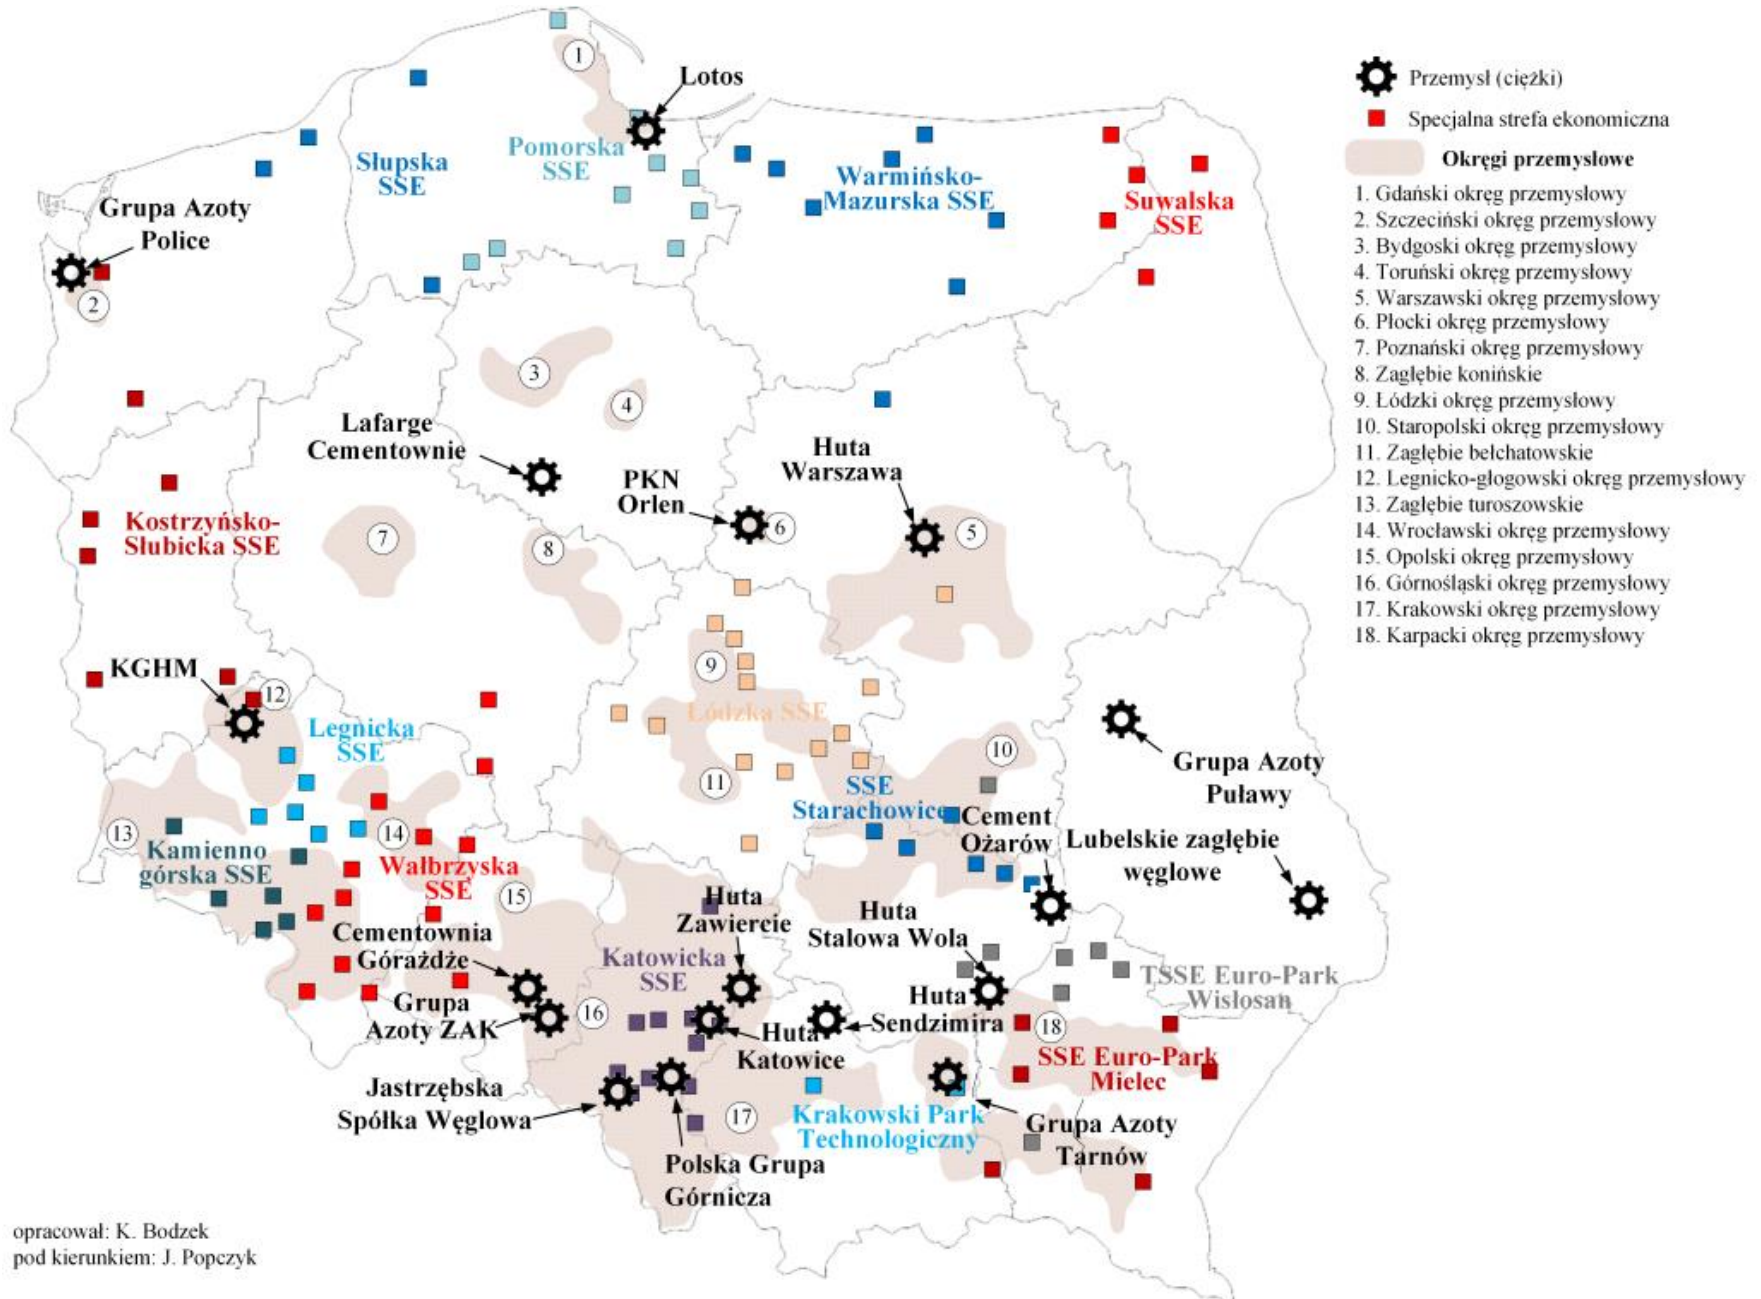 1
Lotos
Pomorska
SSE
Słupska
SSE
Warmińsko-
Mazurska SSE
Suwalska
SSE
Grupa Azoty
Police
2
3
4
Lafarge
Cementownie
PKN
Orlen
Huta
Warszawa
5
6
7
8
Kostrzyńsko-
Słubicka SSE
KGHM
12
9
Legnicka
SSE
Łódzka SSE
10
11
Grupa Azoty
Puławy
SSE
Starachowice
Cement
Ożarów
Lubelskie zagłębie
węglowe
13
14
Kamienno
górska SSE
Wałbrzyska
SSE
15
Huta
Zawiercie
Huta
Stalowa Wola
Cementownia
Górażdże
Katowicka
SSE
TSSE Euro-Park
Wisłosan
Grupa
Azoty ZAK
16
Huta
Sendzimira
18
Huta
Katowice
SSE Euro-Park
Mielec
Jastrzębska
Spółka Węglowa
17
Krakowski Park
Technologiczny
Grupa Azoty
Tarnów
Polska Grupa
Górnicza
opracował: K. Bodzek
pod kierunkiem: J. Popczyk
Przemysł (ciężki)
Specjalna strefa ekonomiczna
Okręgi przemysłowe
1. Gdański okręg przemysłowy
2. Szczeciński okręg przemysłowy
3. Bydgoski okręg przemysłowy
4. Toruński okręg przemysłowy
5. Warszawski okręg przemysłowy
6. Płocki okręg przemysłowy
7. Poznański okręg przemysłowy
8. Zagłębie konińskie
9. Łódzki okręg przemysłowy
10. Staropolski okręg przemysłowy
11. Zagłębie bełchatowskie
12. Legnicko-głogowski okręg przemysłowy
13. Zagłębie turoszowskie
14. Wrocławski okręg przemysłowy
15. Opolski okręg przemysłowy
16. Górnośląski okręg przemysłowy
17. Krakowski okręg przemysłowy
18. Karpacki okręg przemysłowy